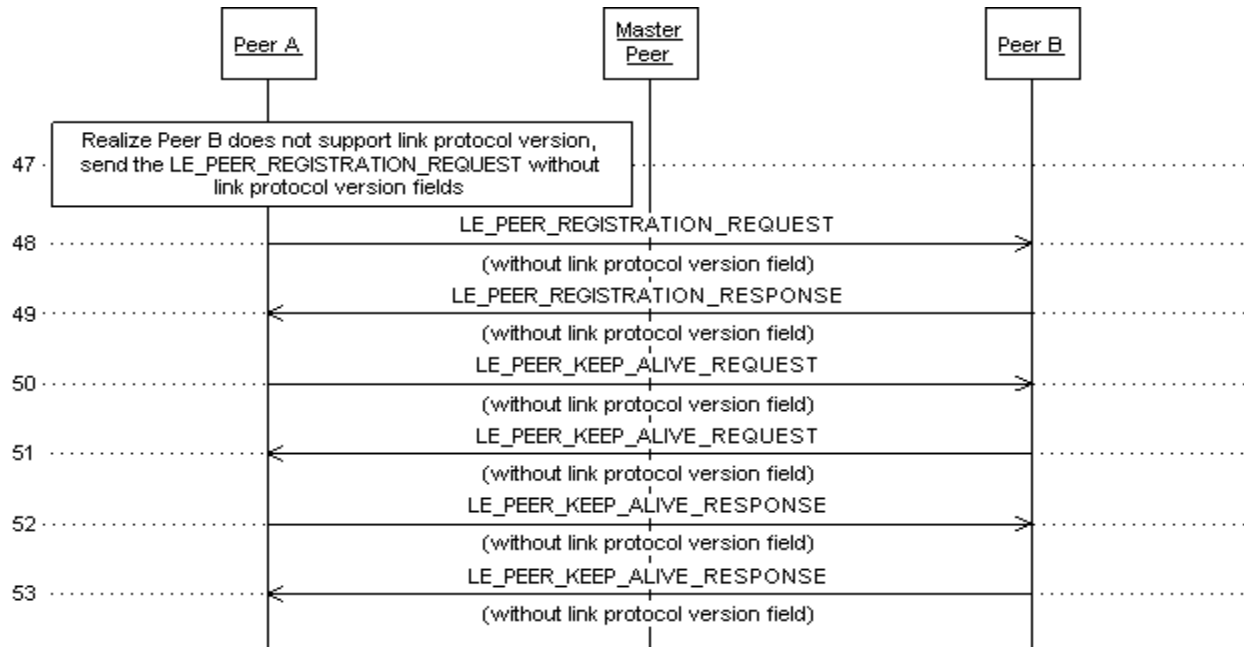 Peer A
Master
Peer
Peer B
Realize Peer B does not support link protocol version,
47
send the LE_PEER_REGISTRATION_REQUEST without
link protocol version fields
LE_PEER_REGISTRATION_REQUEST
48
(without link protocol version field)
LE_PEER_REGISTRATION_RESPONSE
49
(without link protocol version field)
LE_PEER_KEEP_ALIVE_REQUEST
50
(without link protocol version field)
LE_PEER_KEEP_ALIVE_REQUEST
51
(without link protocol version field)
LE_PEER_KEEP_ALIVE_RESPONSE
52
(without link protocol version field)
LE_PEER_KEEP_ALIVE_RESPONSE
53
(without link protocol version field)